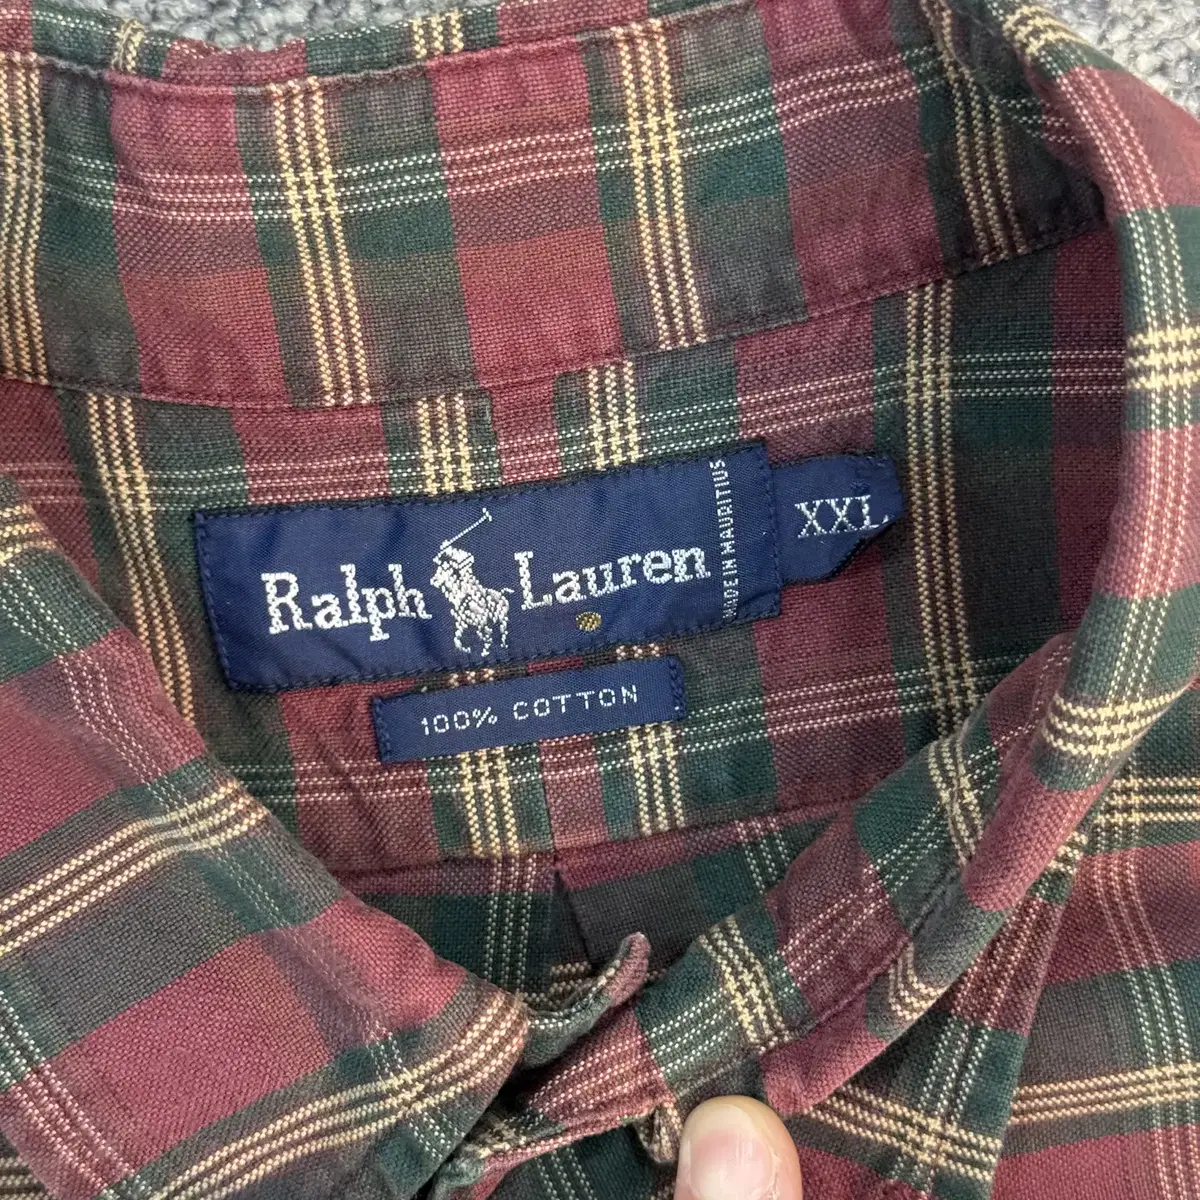 Ralph Lauren
MADE IN MAURITIUS
XXL
100% COTTON